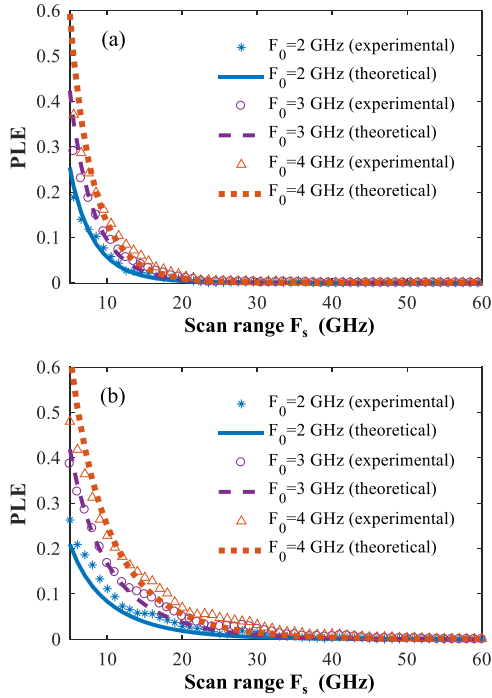 0.6
(a)
F0=2 GHz (experimental)
0.5
F0=2 GHz (theoretical)
0.4
F0=3 GHz (experimental)
F0=3 GHz (theoretical)
0.3
F0=4 GHz (experimental)
0.2
F0=4 GHz (theoretical)
0.1
0
PLE
10 20 30 40 50 60
Scan range Fs (GHz)
0.6
(b)
F0=2 GHz (experimental)
0.5
F0=2 GHz (theoretical)
0.4
F0=3 GHz (experimental)
F0=3 GHz (theoretical)
0.3
F0=4 GHz (experimental)
0.2
F0=4 GHz (theoretical)
0.1
0
PLE
10 20 30 40 50 60
Scan range Fs (GHz)